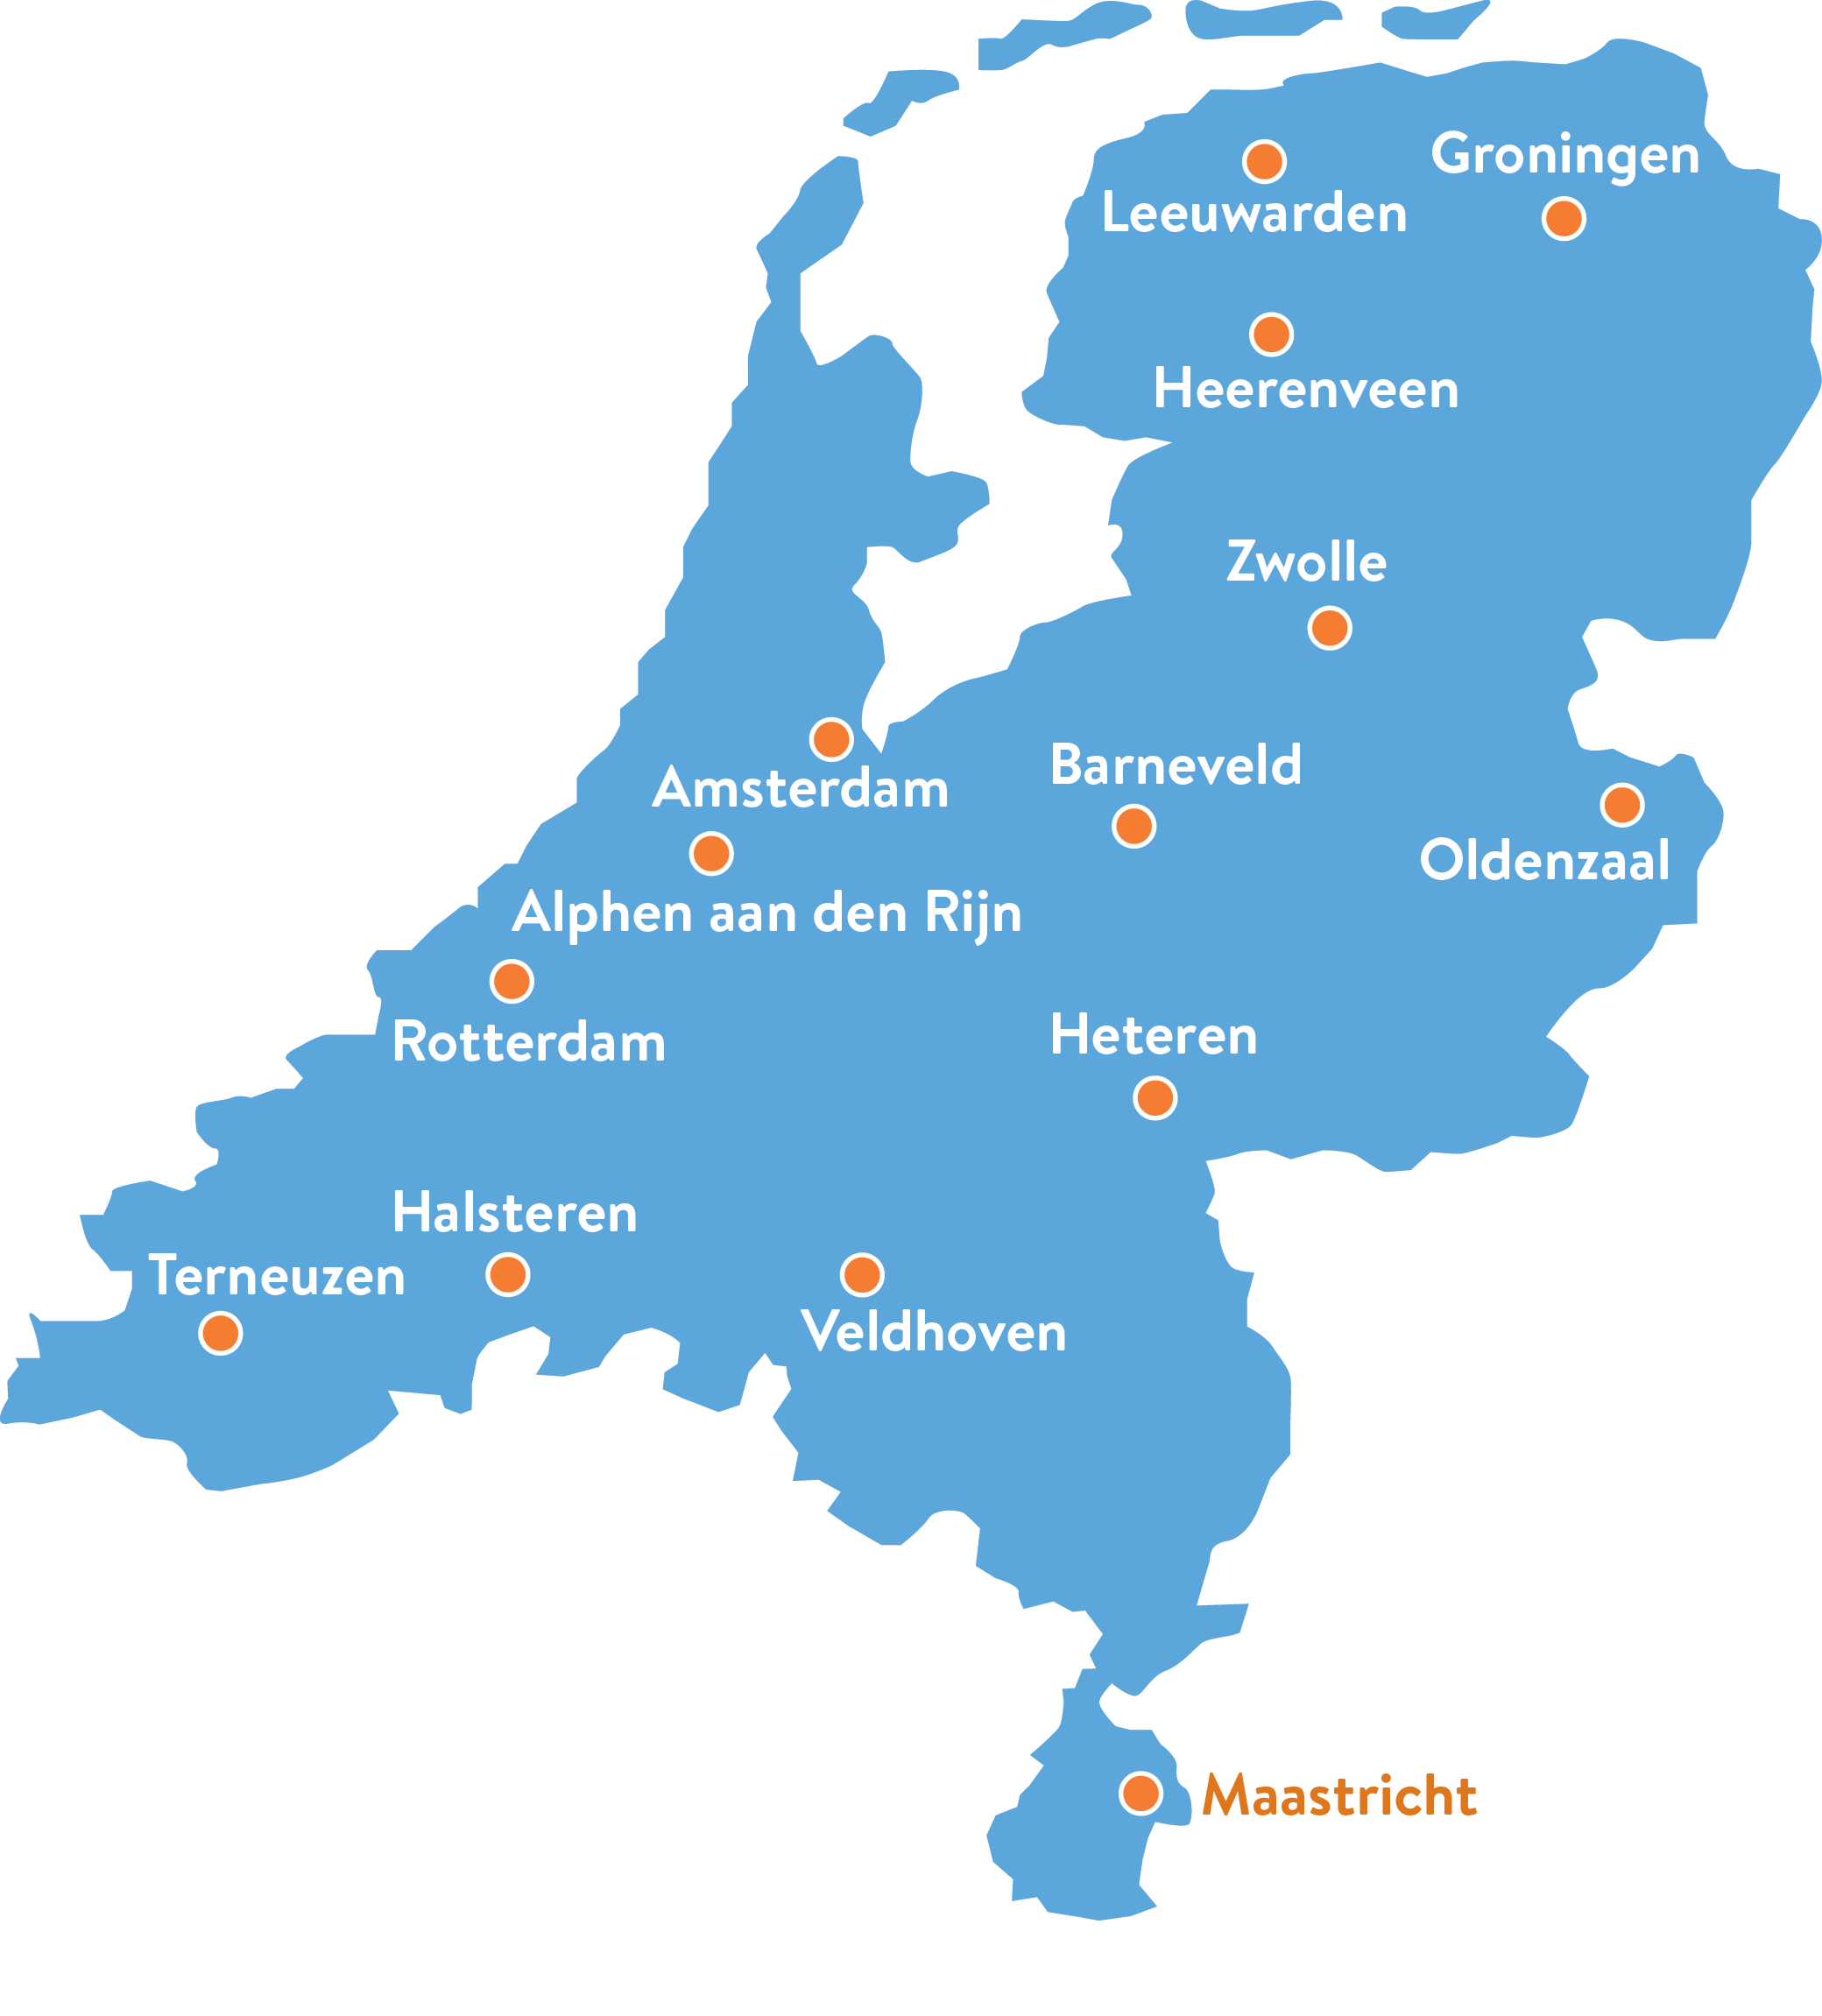 Groningen
Leeuwarden
Heerenveen
Zwolle
Barneveld
Amsterdam
Oldenzaal
Alphen aan den Rijn
Rotterdam
Heteren
Halsteren
Terneuzen
Veldhoven
Maastricht